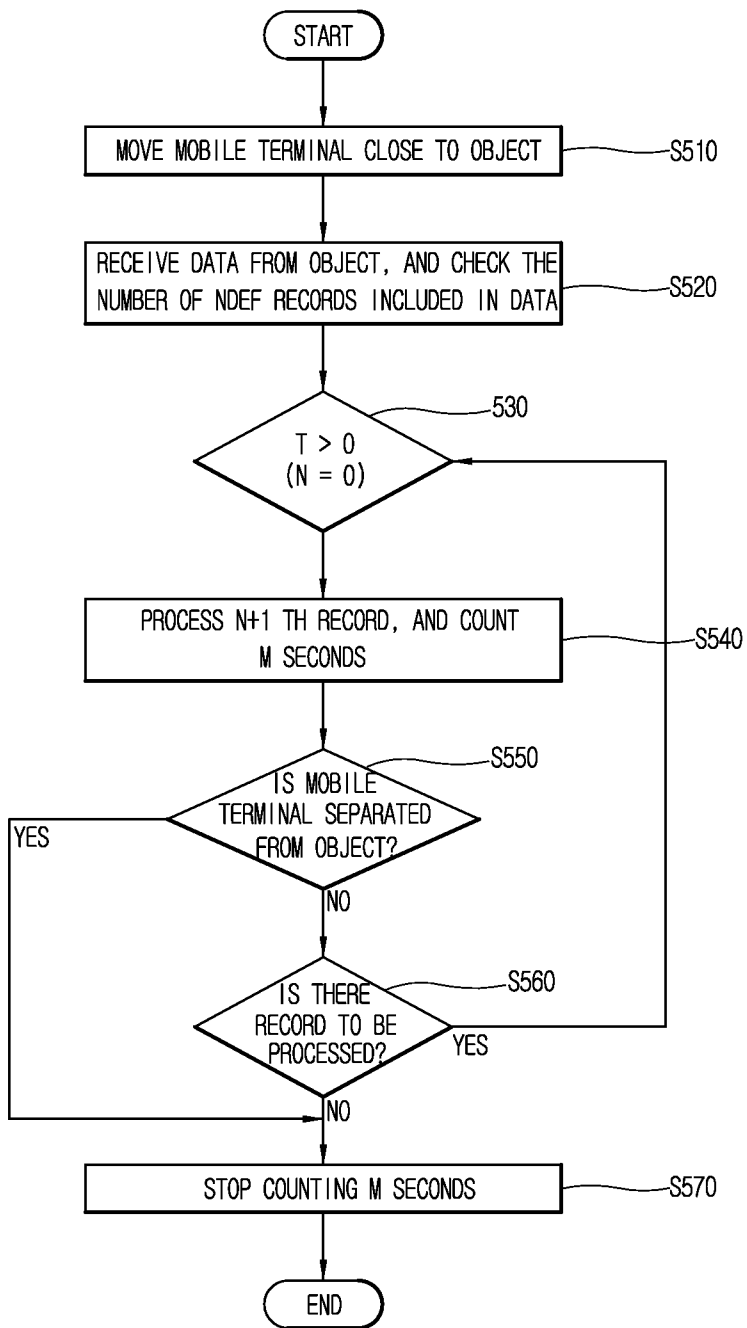 START
MOVE MOBILE TERMINAL CLOSE TO OBJECT
S510
RECEIVE DATA FROM OBJECT, AND CHECK THE
NUMBER OF NDEF RECORDS INCLUDED IN DATA
S520
530
T > 0
(N = 0)
PROCESS N+1 TH RECORD, AND COUNT
M SECONDS
S540
S550
IS MOBILE
TERMINAL SEPARATED
FROM OBJECT?
YES
NO
S560
IS THERE
RECORD TO BE
PROCESSED?
YES
NO
STOP COUNTING M SECONDS
S570
END